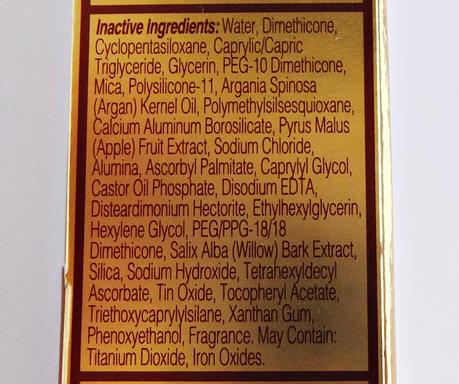 Inactive Ingredients: Water, Dimethicone,
Cyclopentasiloxane, Caprylic/Capric
Triglyceride, Glycerin, PEG-10 Dimethicone,
Mica, Polysilicone-11, Argania Spinosa
(Argan) Kernel Oil, Polymethylsilsesquioxane,
Calcium Aluminum Borosilicate, Pyrus Malus
(Apple) Fruit Extract, Sodium Chloride,
Alumina, Ascorbyl Palmitate, Caprylyl Glycol,
Castor Oil Phosphate, Disodium EDTA,
Disteardimonium Hectorite, Ethylhexylglycerin,
Hexylene Glycol, PEG/PPG-18/18
Dimethicone, Salix Alba (Willow) Bark Extract,
Silica, Sodium Hydroxide, Tetrahexyldecyl
Ascorbate, Tin Oxide, Tocopheryl Acetate,
Triethoxycaprylylsilane, Xanthan Gum,
Phenoxyethanol, Fragrance. May Contain:
Titanium Dioxide, Iron Oxides.